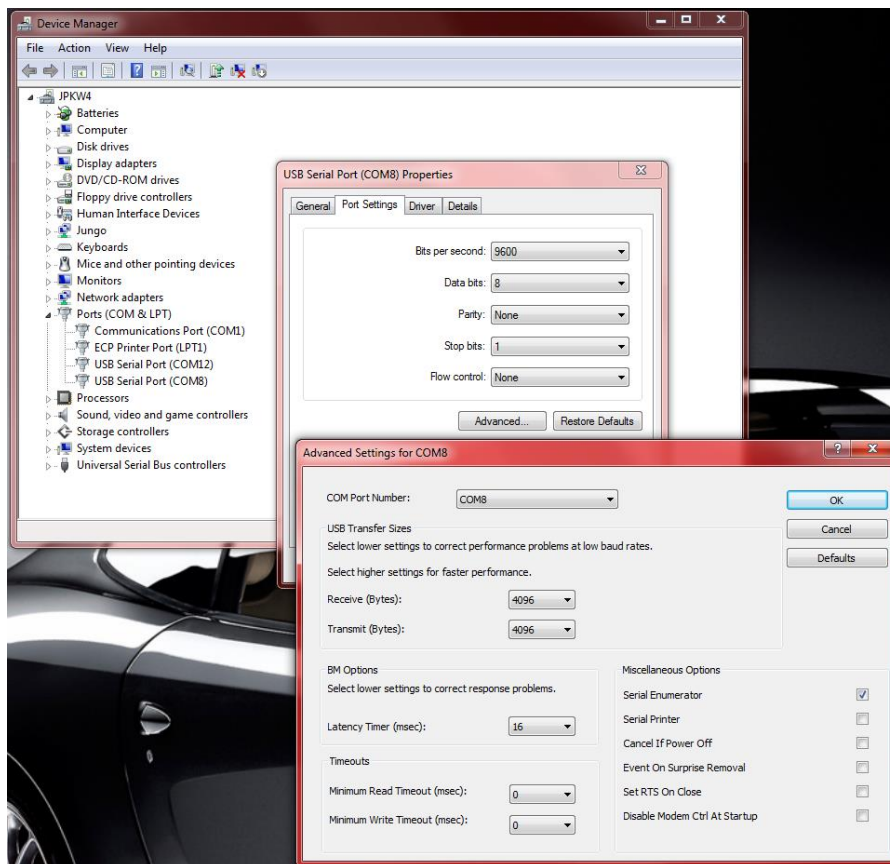 Device Manager
File Action View Help
JPKW4
Batteries
Computer
Disk drives
Display adapters
DVD/CD-ROM drives
Floppy drive controllers
Human Interface Devices
Jungo
Keyboards
Mice and other pointing devices
Monitors
Network adapters
Ports (COM & LPT)
Communications Port (COM1)
ECP Printer Port (LPT1)
USB Serial Port (COM12)
USB Serial Port (COM8)
Processors
Sound, video and game controllers
Storage controllers
System devices
Universal Serial Bus controllers
USB Serial Port (COM8) Properties
General Port Settings Driver Details
Bits per second: 9600
Data bits: 8
Parity: None
Stop bits: 1
Flow control: None
Advanced... Restore Defaults
Advanced Settings for COM8
COM Port Number: COM8
OK
Cancel
Defaults
USB Transfer Sizes
Select lower settings to correct performance problems at low baud rates.
Select higher settings for faster performance.
Receive (Bytes): 4096
Transmit (Bytes): 4096
BM Options
Select lower settings to correct response problems.
Latency Timer (msec): 16
Timeouts
Minimum Read Timeout (msec): 0
Minimum Write Timeout (msec): 0
Miscellaneous Options
Serial Enumerator
Serial Printer
Cancel If Power Off
Event On Surprise Removal
Set RTS On Close
Disable Modem Ctrl At Startup